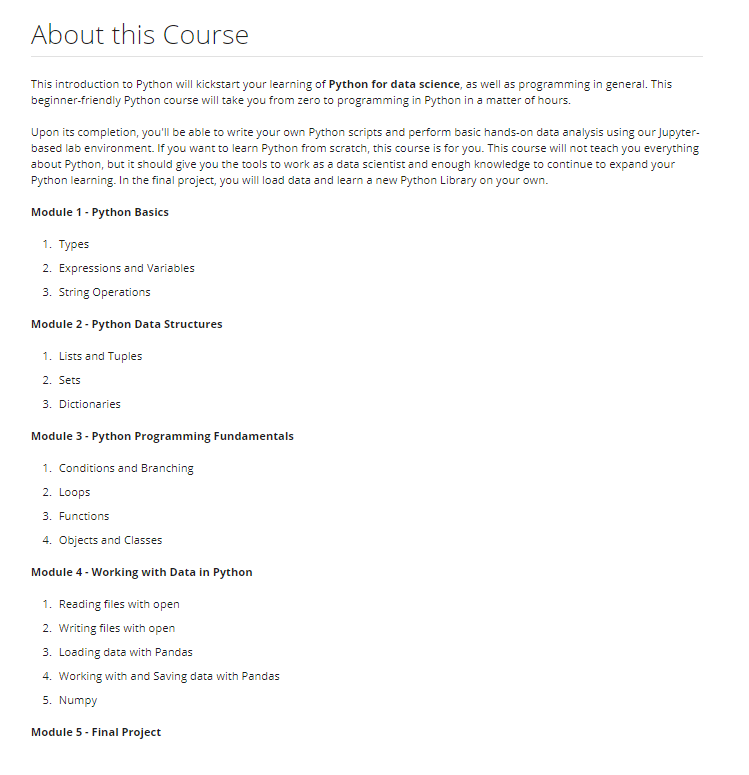 About this Course
This introduction to Python will kickstart your learning of Python for data science, as well as programming in general. This
beginner-friendly Python course will take you from zero to programming in Python in a matter of hours.
Upon its completion, you'll be able to write your own Python scripts and perform basic hands-on data analysis using our Jupyter-
based lab environment. If you want to learn Python from scratch, this course is for you. This course will not teach you everything
about Python, but it should give you the tools to work as a data scientist and enough knowledge to continue to expand your
Python learning. In the final project, you will load data and learn a new Python Library on your own.
Module 1 - Python Basics
1. Types
2. Expressions and Variables
3. String Operations
Module 2 - Python Data Structures
1. Lists and Tuples
2. Sets
3. Dictionaries
Module 3 - Python Programming Fundamentals
1. Conditions and Branching
2. Loops
3. Functions
4. Objects and Classes
Module 4 - Working with Data in Python
1. Reading files with open
2. Writing files with open
3. Loading data with Pandas
4. Working with and Saving data with Pandas
5. Numpy
Module 5 - Final Project